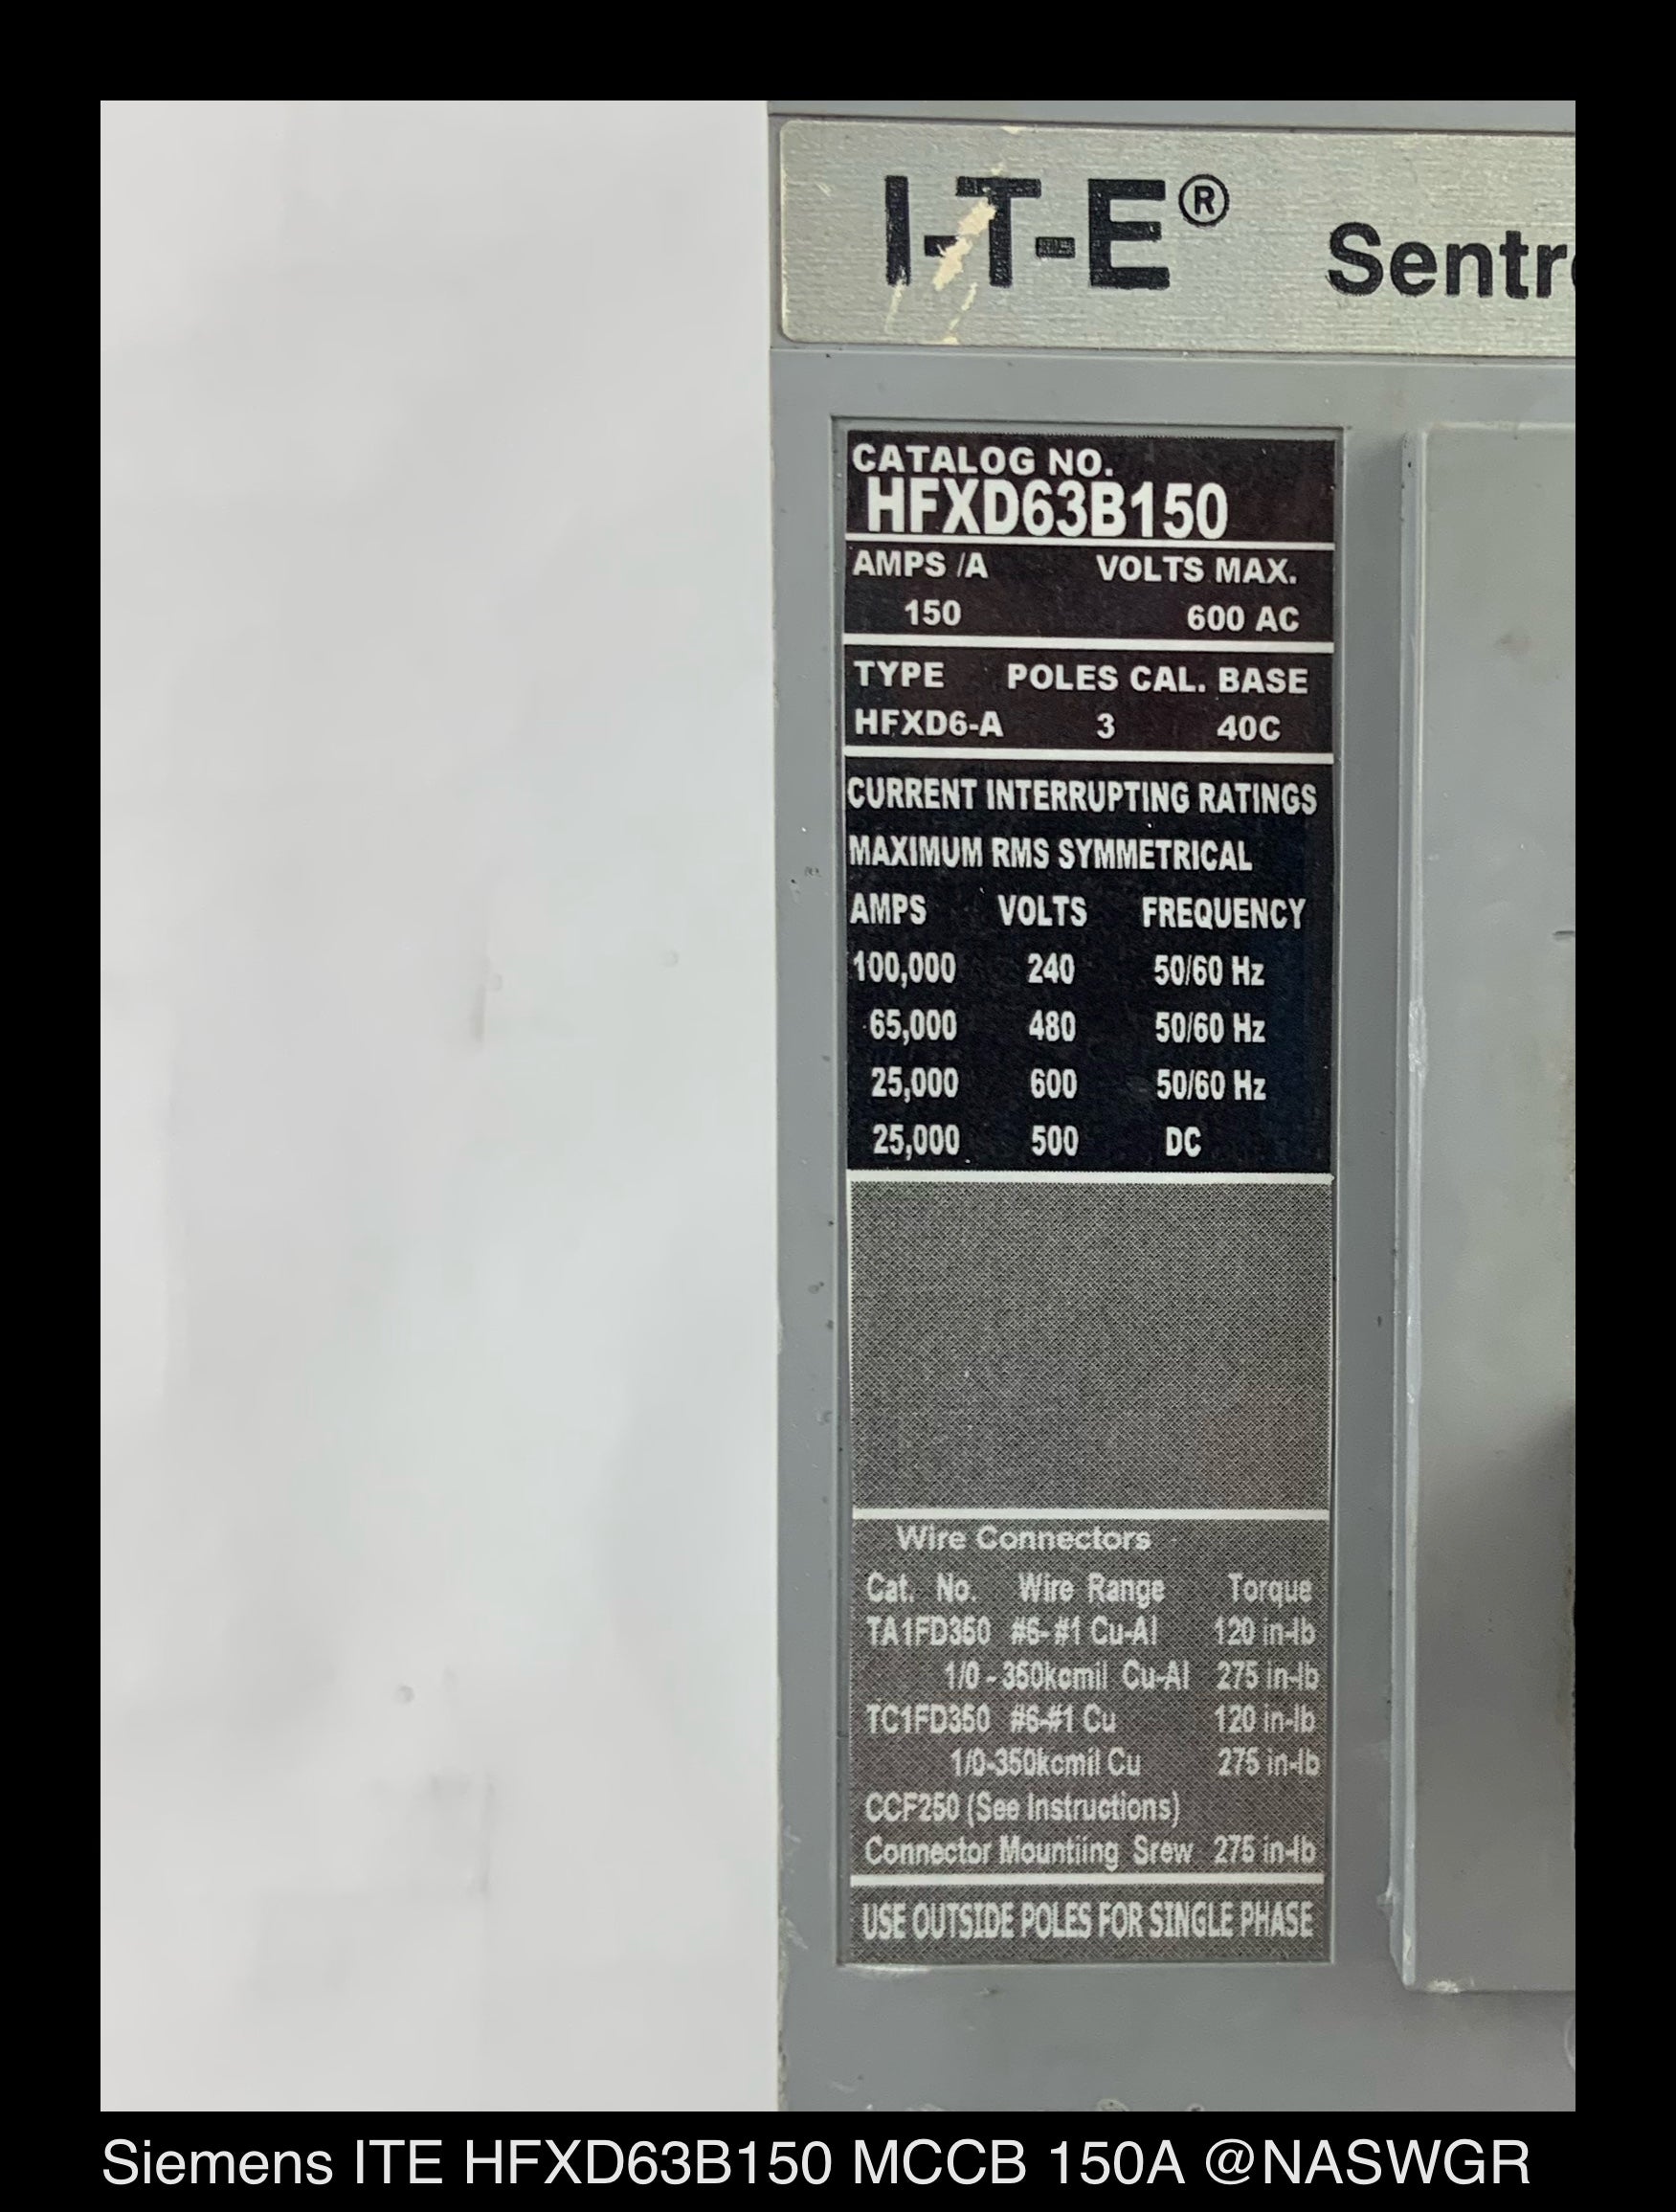 I-T-E®
Sentr
CATALOG NO.
HFXD63B150
AMPS /A VOLTS MAX.
150 600 AC
TYPE POLES CAL. BASE
HFXD6-A 3 40C
CURRENT INTERRUPTING RATINGS
MAXIMUM RMS SYMMETRICAL
AMPS VOLTS FREQUENCY
100,000 240 50/60 Hz
65,000 480 50/60 Hz
25,000 600 50/60 Hz
25,000 500 DC
Wire Connectors
Cat. No. Wire Range Torque
TA1FD350 #6-#1 Cu-Al 120 in-lb
1/0-350kcmil Cu-Al 275 in-lb
TC1FD350 #6-#1 Cu 120 in-lb
1/0-350kcmil Cu 275 in-lb
CCF250 (See Instructions)
Connector Mountiing Srew 275 in-lb
USE OUTSIDE POLES FOR SINGLE PHASE
Siemens ITE HFXD63B150 MCCB 150A @NASWGR